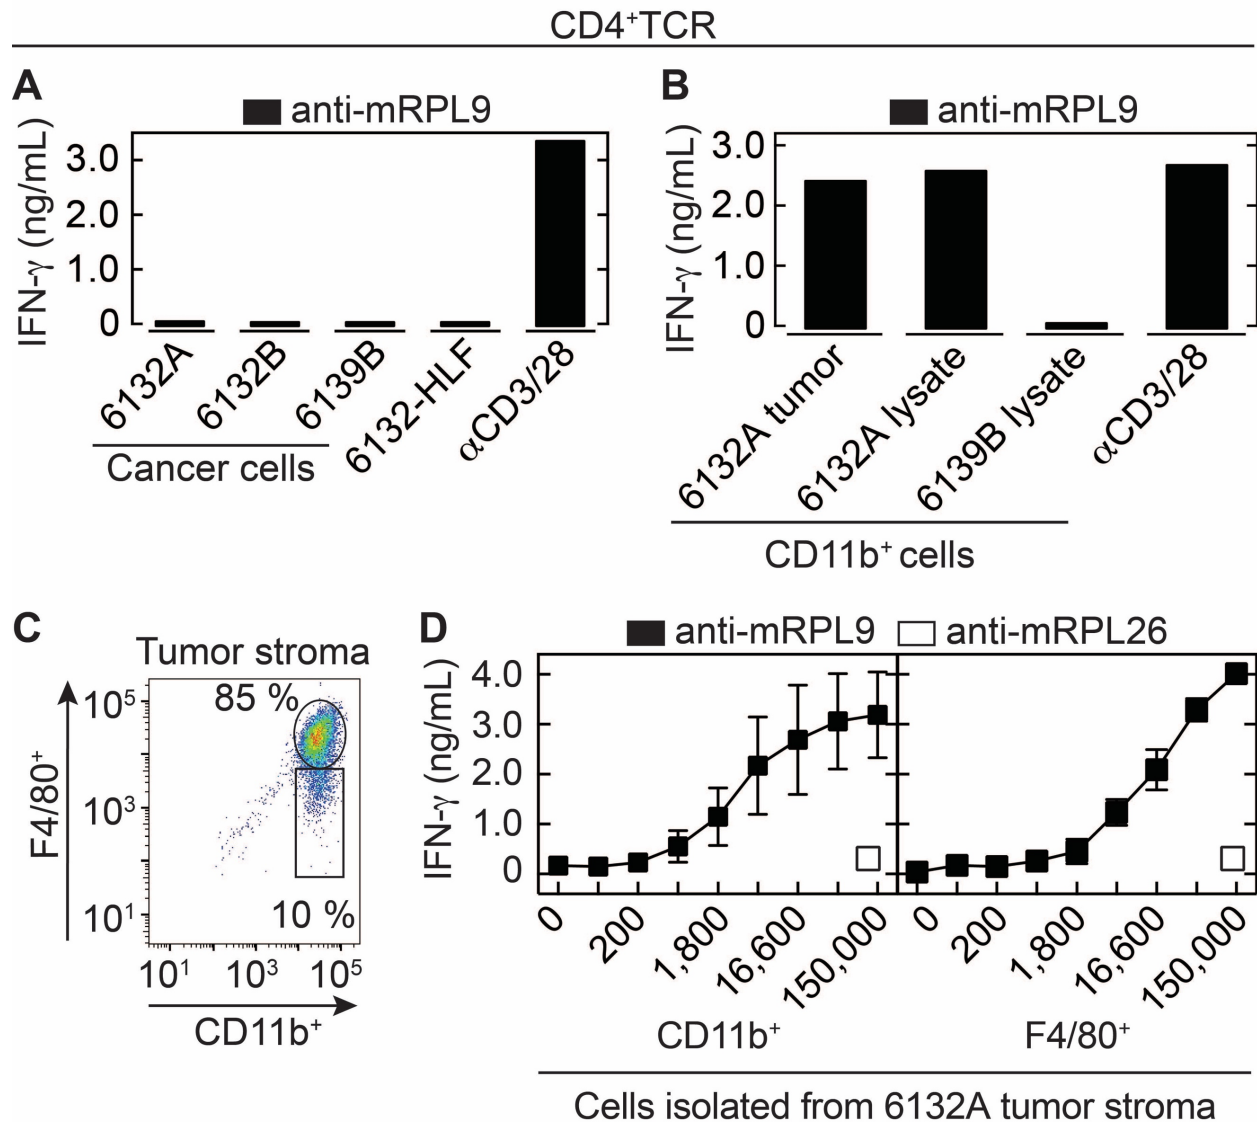 CD4⁺TCR
A
anti-mRPL9
IFN-γ (ng/mL)
3.0
2.0
1.0
0
6132A
6132B
6139B
6132-HLF
αCD3/28
Cancer cells
B
anti-mRPL9
IFN-γ (ng/mL)
3.0
2.0
1.0
0
6132A tumor
6132A lysate
6139B lysate
αCD3/28
CD11b⁺ cells
C
Tumor stroma
85 %
10 %
F4/80⁺
10⁵
10³
10¹
10¹ 10³ 10⁵
CD11b⁺
D
anti-mRPL9 anti-mRPL26
IFN-γ (ng/mL)
4.0
3.0
2.0
1.0
0
0 200 1,800 16,600 150,000
0 200 1,800 16,600 150,000
CD11b⁺ F4/80⁺
Cells isolated from 6132A tumor stroma